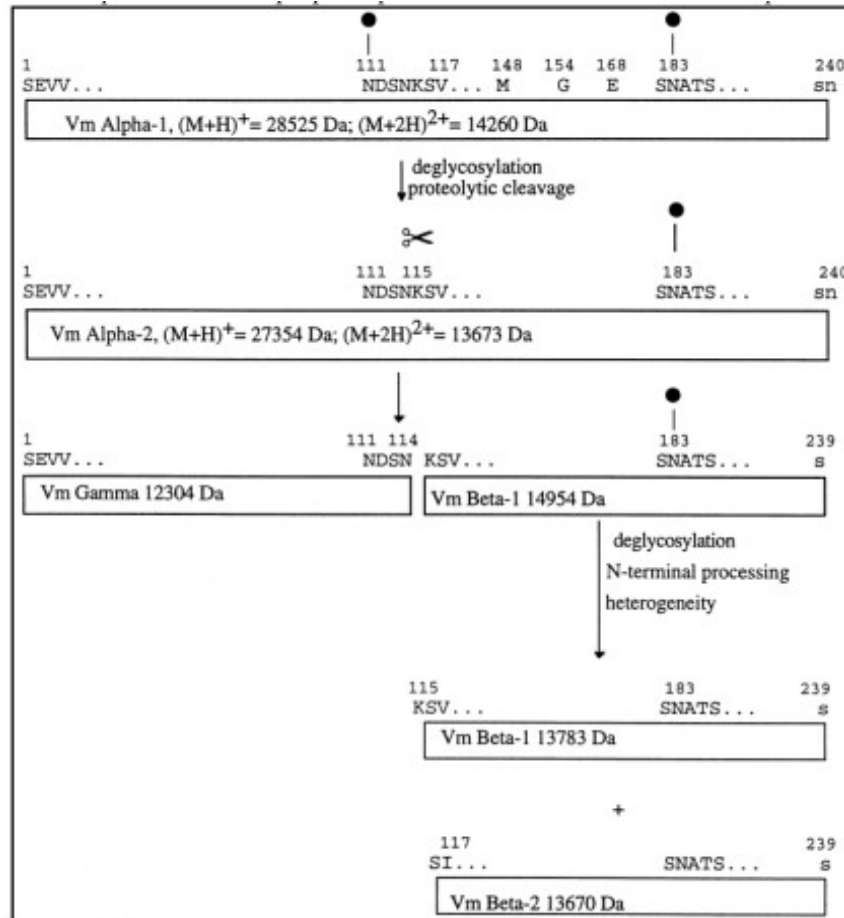 1 111 117 148 154 168 183 240
SEVV... NDSNKSV... M G E SNATS... sn
Vm Alpha-1, (M+H)+= 28525 Da; (M+2H)2+= 14260 Da
deglycosylation
proteolytic cleavage
1 111 115 183 240
SEVV... NDSNKSV... SNATS... sn
Vm Alpha-2, (M+H)+= 27354 Da; (M+2H)2+= 13673 Da
1 111 114 183 239
SEVV... NDSN KSV... SNATS... s
Vm Gamma 12304 Da Vm Beta-1 14954 Da
deglycosylation
N-terminal processing
heterogeneity
115 183 239
KSV... SNATS... s
Vm Beta-1 13783 Da
+
117 239
SI... SNATS... s
Vm Beta-2 13670 Da